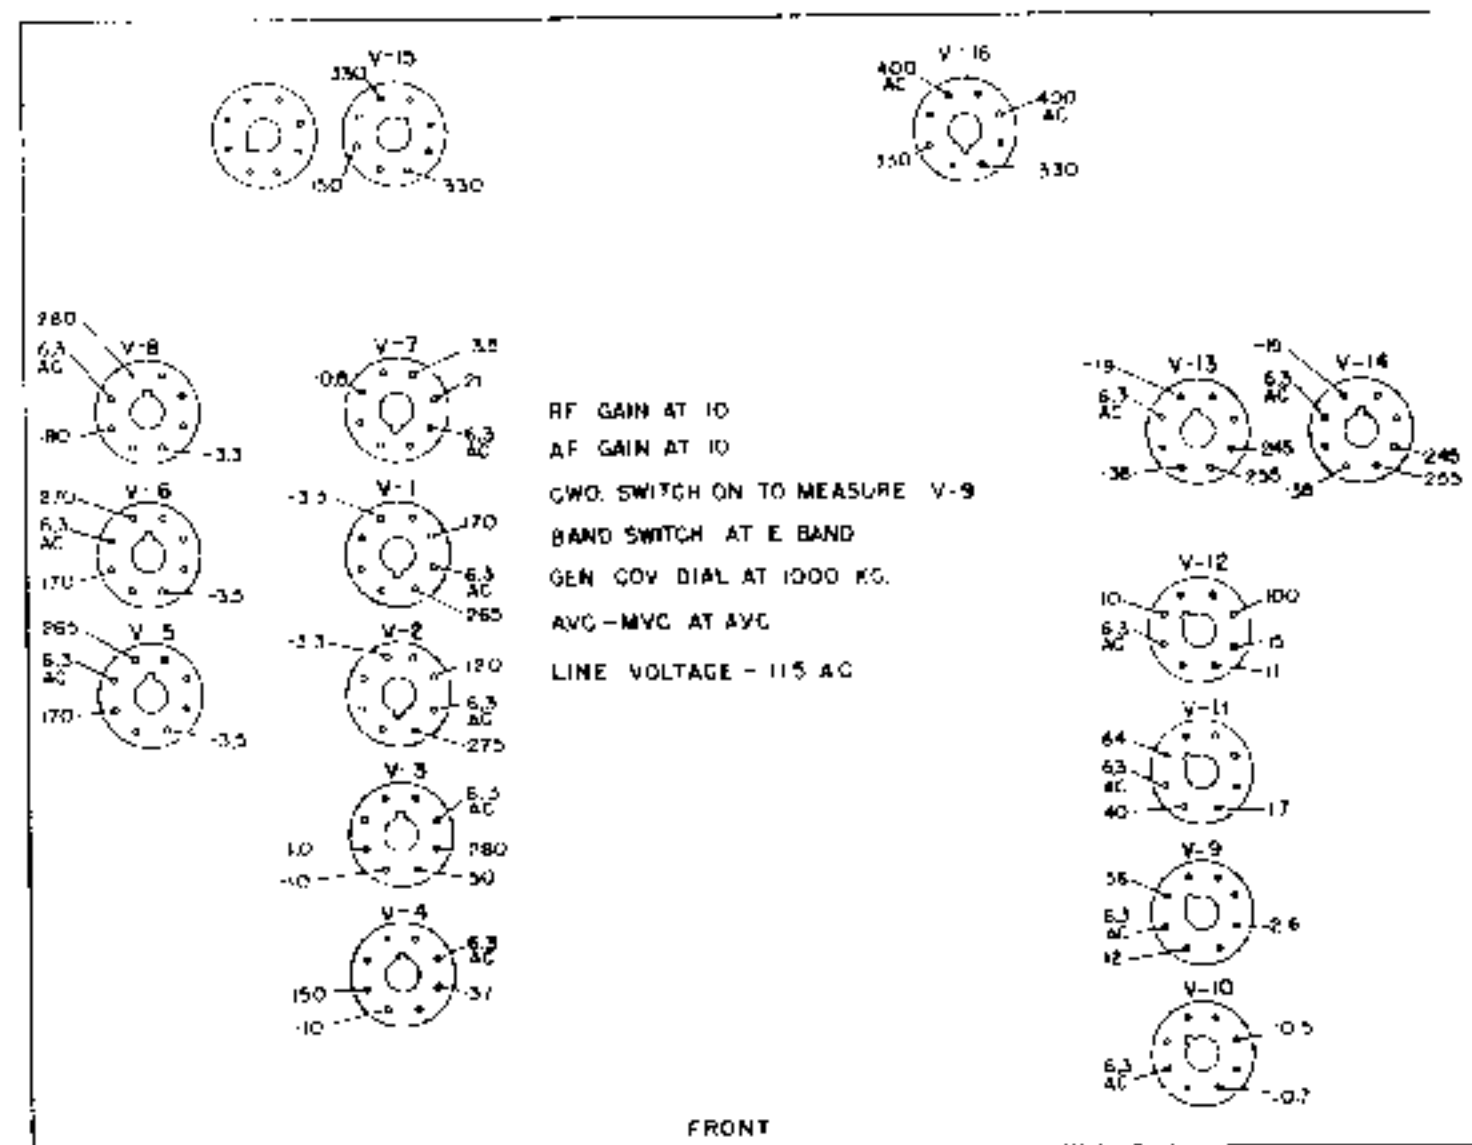 V-15
330
150
330
V-16
400
AC
400
AC
330
330
280
6.3
AC
V-8
-3.3
V-7
3.5
21
6.3
AC
RF GAIN AT 10
AF GAIN AT 10
CWO. SWITCH ON TO MEASURE V-9
BAND SWITCH AT E BAND
GEN COV DIAL AT 1000 KC.
AVC-MVC AT AVC
LINE VOLTAGE - 115 AC
-19
V-13
6.3
AC
245
255
-38
-19
V-14
6.3
AC
245
255
-38
270
V-6
6.3
AC
170
-3.5
-3.5
V-1
170
6.3
AC
265
265
V-5
6.3
AC
170
-3.5
-3.3
V-2
120
6.3
AC
275
V-3
6.3
AC
280
50
-10
V-4
6.3
AC
37
150
-10
V-12
10
100
6.3
AC
15
11
V-11
64
6.3
AC
40
1.7
V-9
6.3
AC
12
V-10
-0.5
6.3
AC
-0.7
FRONT